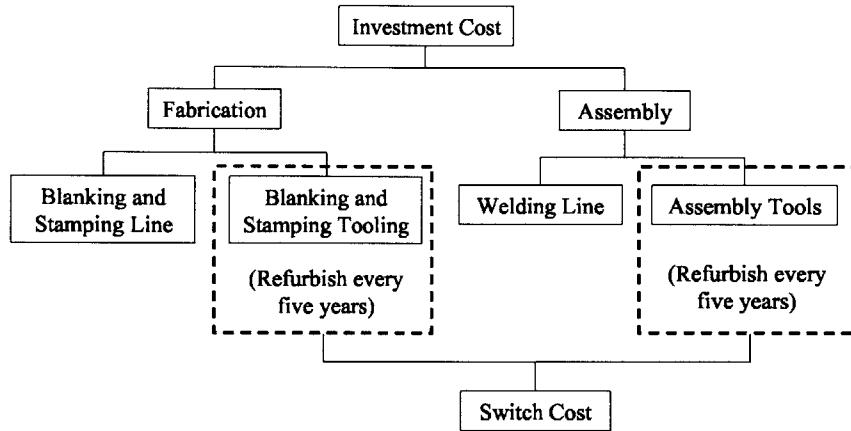 Investment Cost
Fabrication
Assembly
Blanking and
Stamping Line
Blanking and
Stamping Tooling
(Refurbish every
five years)
Welding Line
Assembly Tools
(Refurbish every
five years)
Switch Cost